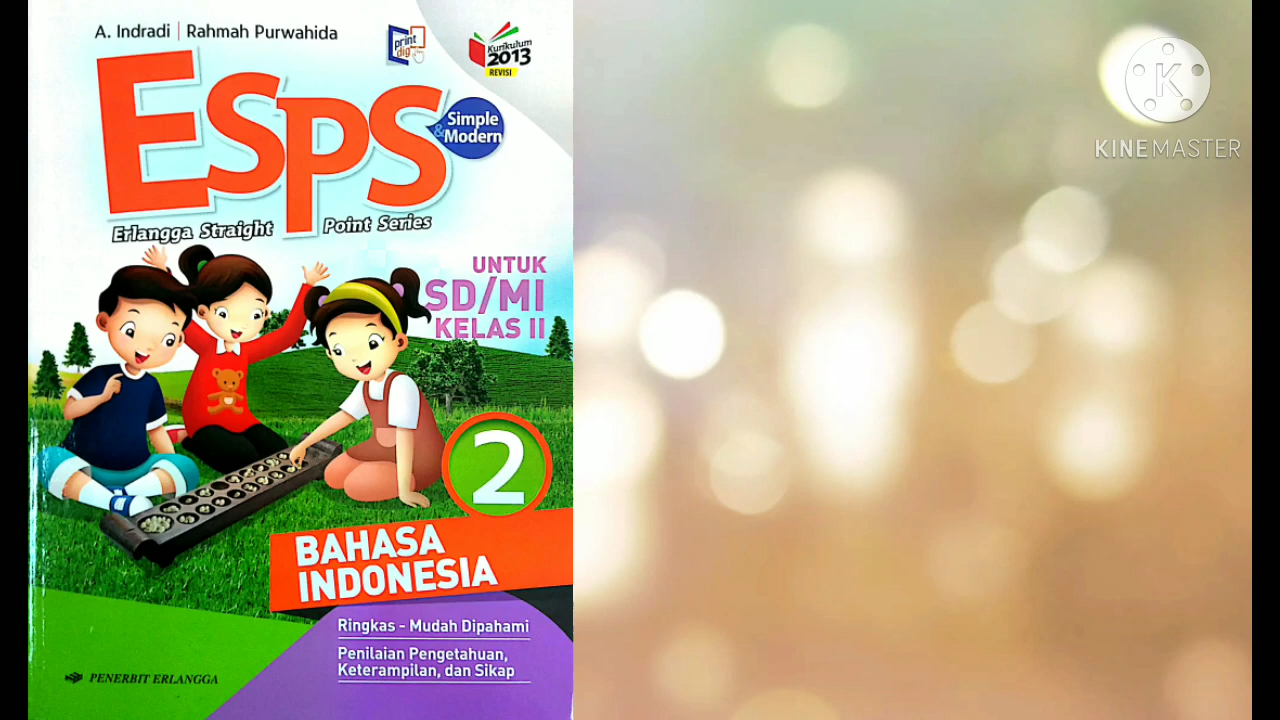 A. Indradi | Rahmah Purwahida
print
dig
Kurikulum
2013
REVISI
ESPS
Simple
& Modern
Erlangga Straight Point Series
UNTUK
SD/MI
KELAS II
2
BAHASA
INDONESIA
Ringkas - Mudah Dipahami
Penilaian Pengetahuan,
Keterampilan, dan Sikap
PENERBIT ERLANGGA
K
KINEMASTER